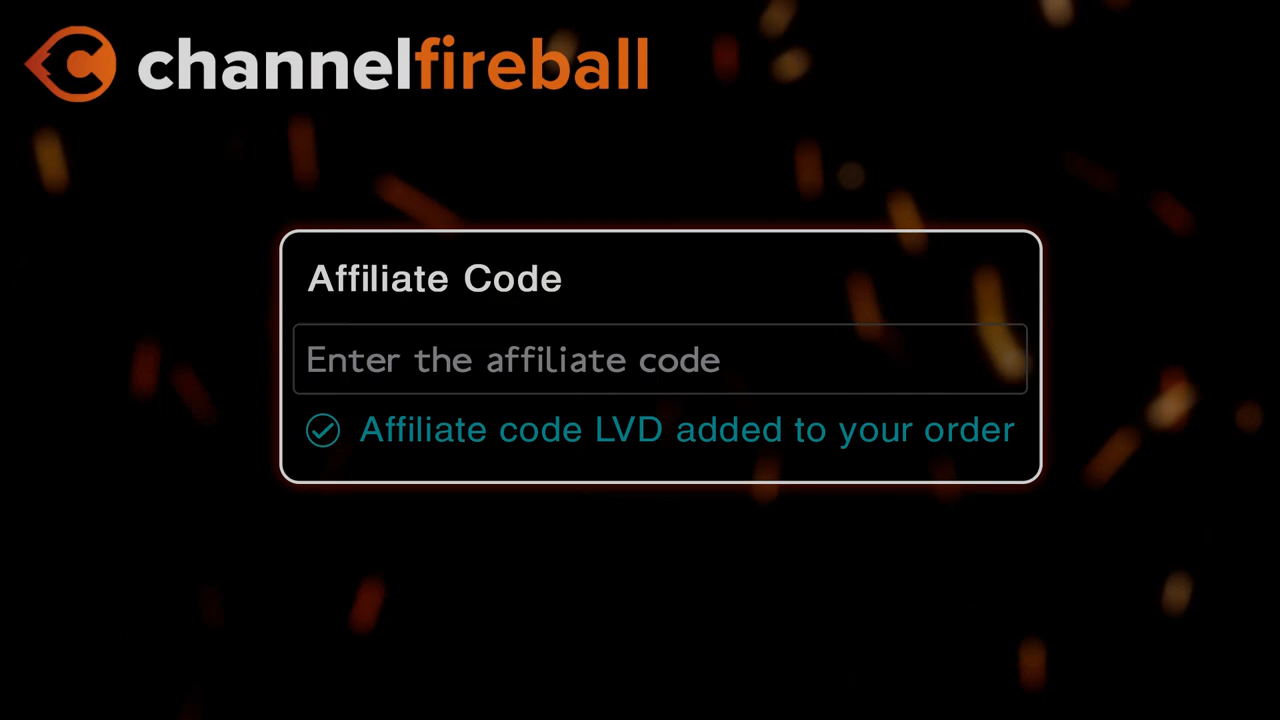 channelfireball
Affiliate Code
Enter the affiliate code
Affiliate code LVD added to your order